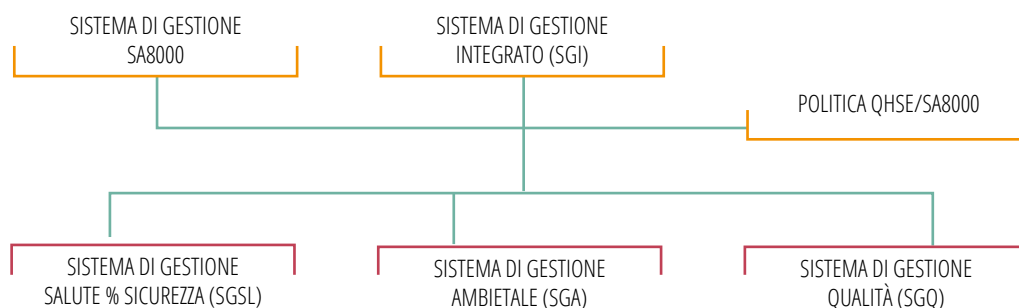 SISTEMA DI GESTIONE
SA8000
SISTEMA DI GESTIONE
INTEGRATO (SGI)
POLITICA QHSE/SA8000
SISTEMA DI GESTIONE
SALUTE % SICUREZZA (SGSL)
SISTEMA DI GESTIONE
AMBIETALE (SGA)
SISTEMA DI GESTIONE
QUALITÀ (SGQ)